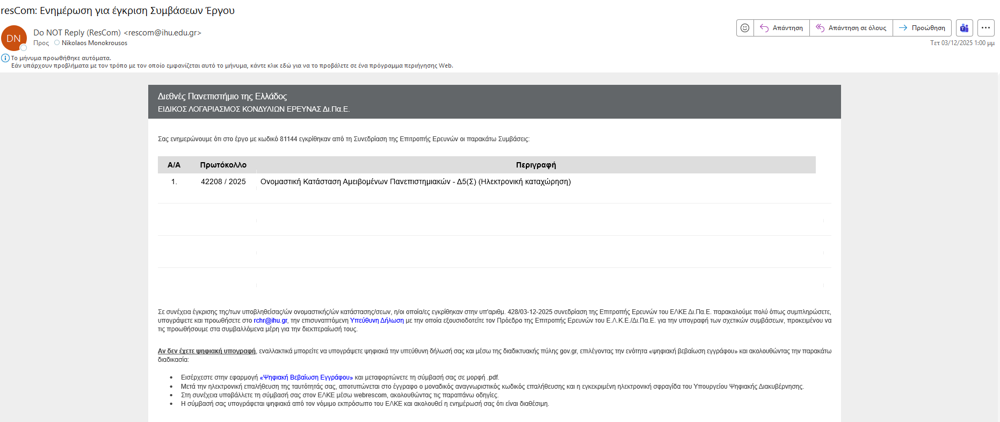 resCom: Ενημέρωση για έγκριση Συμβάσεων Έργου
DN
Do NOT Reply (ResCom) <rescom@ihu.edu.gr>
Προς Nikolaos Monokrousos
Απάντηση
Απάντηση σε όλους
Προώθηση
Τετ 03/12/2025 1:00 μμ
Το μήνυμα προωθήθηκε αυτόματα.
Εάν υπάρχουν προβλήματα με τον τρόπο με τον οποίο εμφανίζεται αυτό το μήνυμα, κάντε κλικ εδώ για να το προβάλετε σε ένα πρόγραμμα περιήγησης Web.
Διεθνές Πανεπιστήμιο της Ελλάδος
ΕΙΔΙΚΟΣ ΛΟΓΑΡΙΑΣΜΟΣ ΚΟΝΔΥΛΙΩΝ ΕΡΕΥΝΑΣ Δι.Πα.Ε.
Σας ενημερώνουμε ότι στο έργο με κωδικό 81144 εγκρίθηκαν από τη Συνεδρίαση της Επιτροπής Ερευνών οι παρακάτω Συμβάσεις:
Α/Α Πρωτόκολλο Περιγραφή
1. 42208 / 2025 Ονομαστική Κατάσταση Αμειβομένων Πανεπιστημιακών - Δ5(Σ) (Ηλεκτρονική καταχώρηση)
Σε συνέχεια έγκρισης της/των υποβληθείσας/ών ονομαστικής/ών κατάστασης/σεων, η/οι οποία/ες εγκρίθηκαν στην υπ'αριθμ. 428/03-12-2025 συνεδρίαση της Επιτροπής Ερευνών του ΕΛΚΕ Δι.Πα.Ε. παρακαλούμε πολύ όπως συμπληρώσετε,
υπογράψετε και προωθήσετε στο rchr@ihu.gr, την επισυναπτόμενη Υπεύθυνη Δήλωση με την οποία εξουσιοδοτείτε τον Πρόεδρο της Επιτροπής Ερευνών του Ε.Λ.Κ.Ε./Δι.Πα.Ε. για την υπογραφή των σχετικών συμβάσεων, προκειμένου να
τις προωθήσουμε στα συμβαλλόμενα μέρη για την διεκπεραίωσή τους.
Αν δεν έχετε ψηφιακή υπογραφή, εναλλακτικά μπορείτε να υπογράψετε ψηφιακά την υπεύθυνη δήλωσή σας και μέσω της διαδικτυακής πύλης gov.gr, επιλέγοντας την ενότητα «ψηφιακή βεβαίωση εγγράφου» και ακολουθώντας την παρακάτω
διαδικασία:
• Εισέρχεστε στην εφαρμογή «Ψηφιακή Βεβαίωση Εγγράφου» και μεταφορτώνετε τη σύμβασή σας σε μορφή .pdf.
• Μετά την ηλεκτρονική επαλήθευση της ταυτότητάς σας, αποτυπώνεται στο έγγραφο ο μοναδικός αναγνωριστικός κωδικός επαλήθευσης και η εγκεκριμένη ηλεκτρονική σφραγίδα του Υπουργείου Ψηφιακής Διακυβέρνησης.
• Στη συνέχεια υποβάλλετε τη σύμβασή σας στον ΕΛΚΕ μέσω webrescom, ακολουθώντας τις παραπάνω οδηγίες.
• Η σύμβασή σας υπογράφεται ψηφιακά από τον νόμιμο εκπρόσωπο του ΕΛΚΕ και ακολουθεί η ενημέρωσή σας ότι είναι διαθέσιμη.